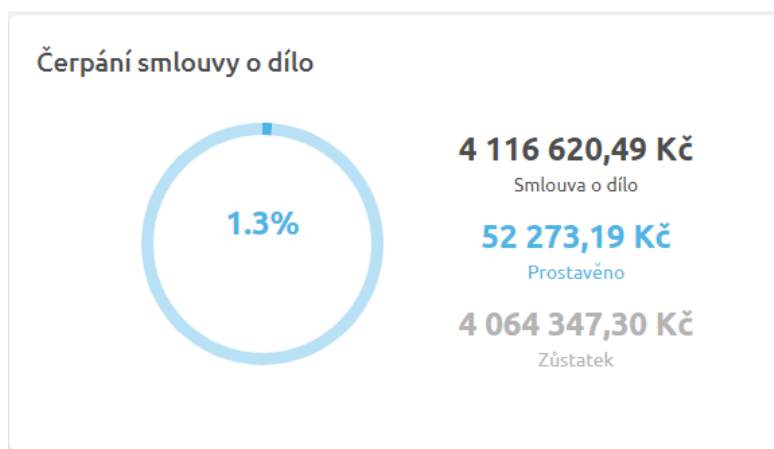 Čerpání smlouvy o dílo
1.3%
4 116 620,49 Kč
Smlouva o dílo
52 273,19 Kč
Prostavěno
4 064 347,30 Kč
Zůstatek